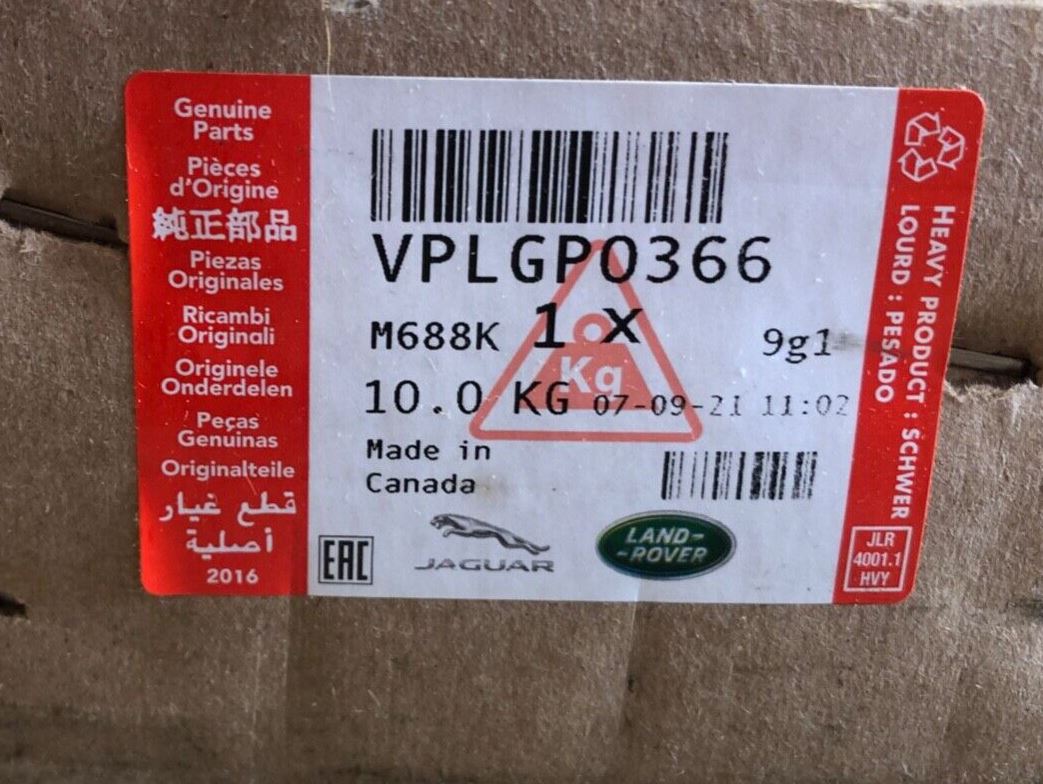 Genuine
Parts
Pièces
d'Origine
純正部品
Piezas
Originales
Ricambi
Originali
Originele
Onderdelen
Peças
Genuinas
Originalteile
قطع غيار
أصلية
2016
VPLGP0366
M688K 1 X 9g1
Kg
10.0 KG 07-09-21 11:02
Made in
Canada
EAC
JAGUAR
LAND-
-ROVER
HEAVY PRODUCT : SCHWER
LOURD : PESADO
JLR
4001.1
HVY